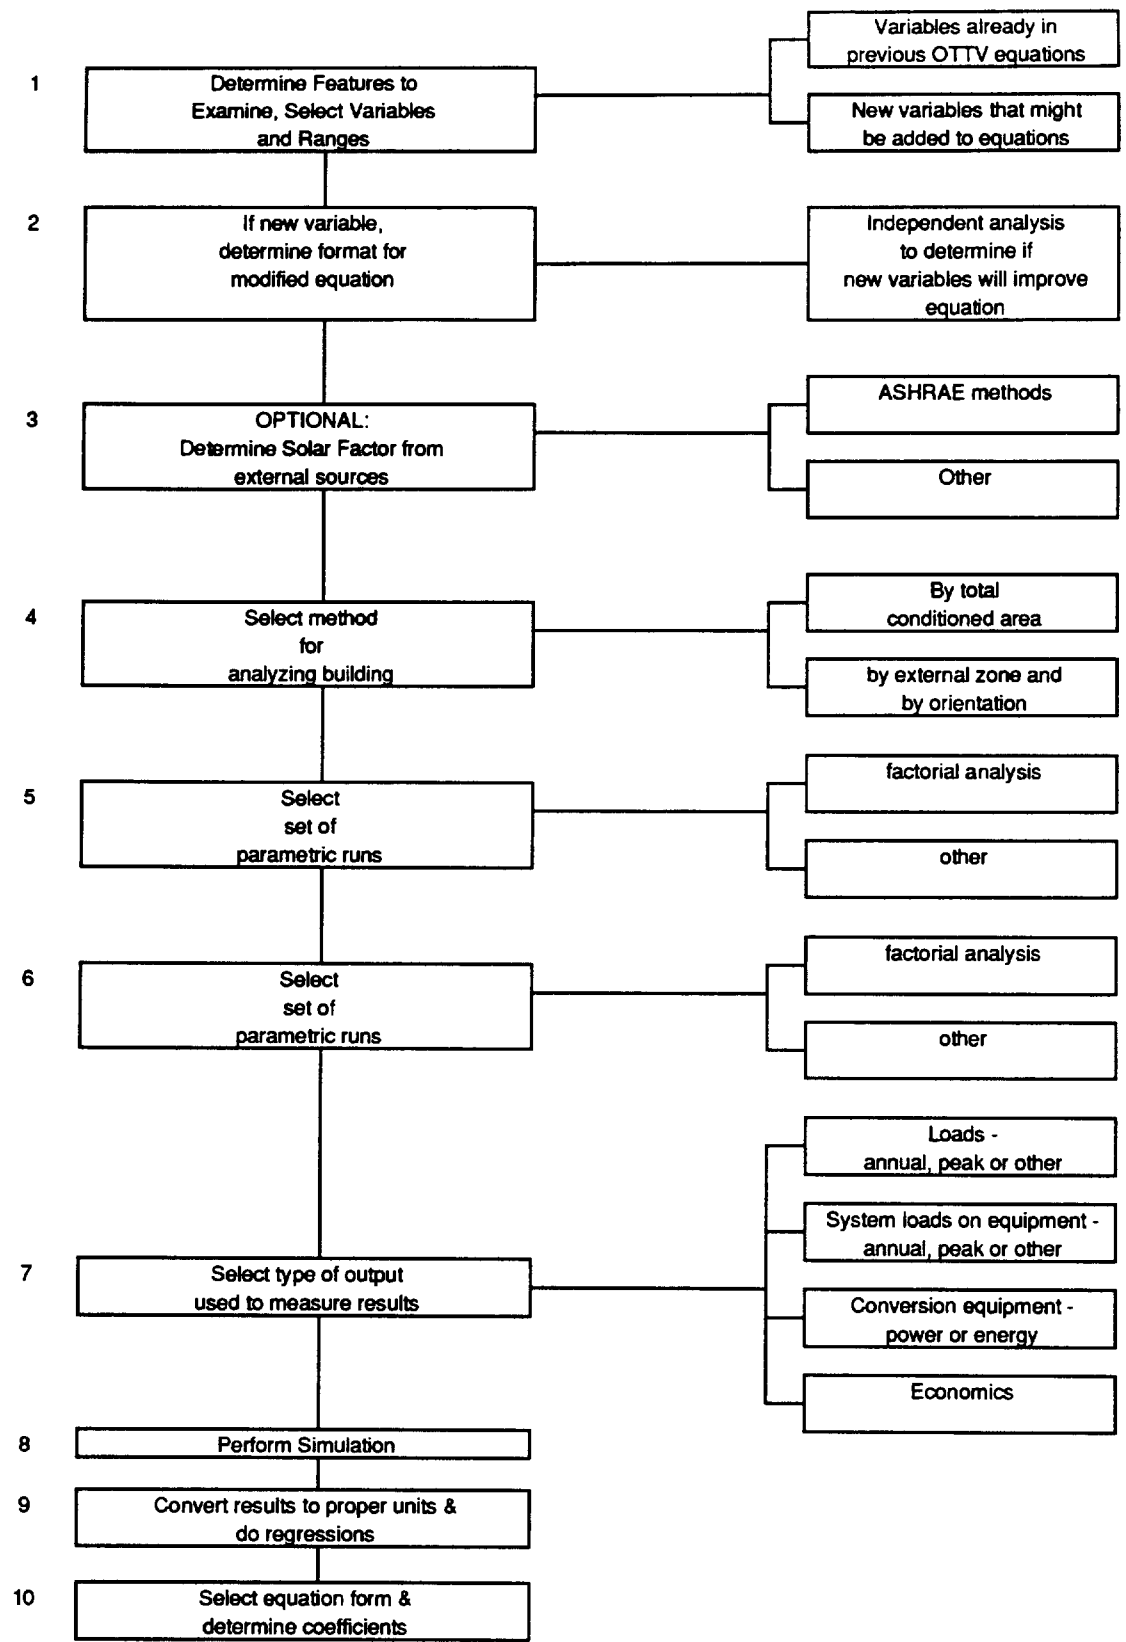 1
Determine Features to
Examine, Select Variables
and Ranges
Variables already in
previous OTTV equations
New variables that might
be added to equations
2
If new variable,
determine format for
modified equation
Independent analysis
to determine if
new variables will improve
equation
3
OPTIONAL:
Determine Solar Factor from
external sources
ASHRAE methods
Other
4
Select method
for
analyzing building
By total
conditioned area
by external zone and
by orientation
5
Select
set of
parametric runs
factorial analysis
other
6
Select
set of
parametric runs
factorial analysis
other
7
Select type of output
used to measure results
Loads -
annual, peak or other
System loads on equipment -
annual, peak or other
Conversion equipment -
power or energy
Economics
8
Perform Simulation
9
Convert results to proper units &
do regressions
10
Select equation form &
determine coefficients